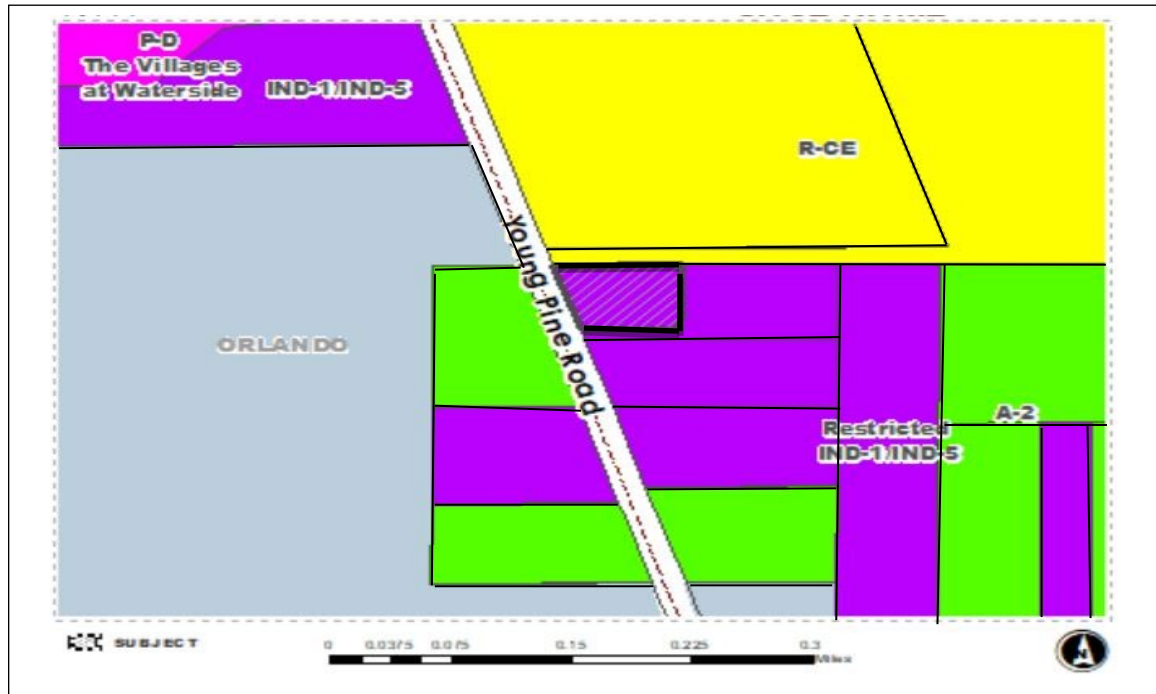 P-D
The Villages
at Waterside
IND-1/IND-5
R-CE
Young Pine Road
ORLANDO
A-2
Restricted
IND-1/IND-5
SUBJECT
0 0.0375 0.075 0.15 0.225 0.3
Miles
N